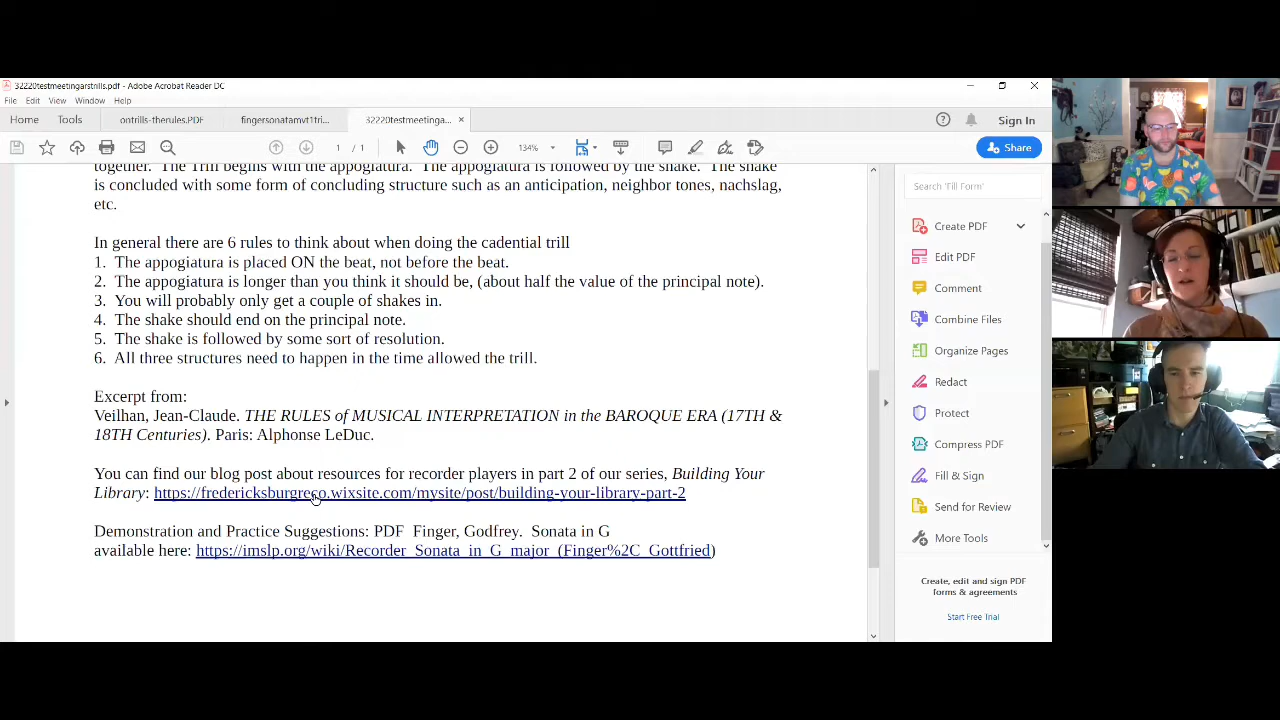 32220testmeetingarstrills.pdf - Adobe Acrobat Reader DC
File Edit View Window Help
Home Tools ontrills-therules.PDF fingersonatamvt1tri... 32220testmeetinga... × Sign In
1 / 1 134% Share
together. The Trill begins with the appogiatura. The appogiatura is followed by the shake. The shake
is concluded with some form of concluding structure such as an anticipation, neighbor tones, nachslag,
etc.
In general there are 6 rules to think about when doing the cadential trill
1. The appogiatura is placed ON the beat, not before the beat.
2. The appogiatura is longer than you think it should be, (about half the value of the principal note).
3. You will probably only get a couple of shakes in.
4. The shake should end on the principal note.
5. The shake is followed by some sort of resolution.
6. All three structures need to happen in the time allowed the trill.
Excerpt from:
Veilhan, Jean-Claude. THE RULES of MUSICAL INTERPRETATION in the BAROQUE ERA (17TH &
18TH Centuries). Paris: Alphonse LeDuc.
You can find our blog post about resources for recorder players in part 2 of our series, Building Your
Library: https://fredericksburgreco.wixsite.com/mysite/post/building-your-library-part-2
Demonstration and Practice Suggestions: PDF Finger, Godfrey. Sonata in G
available here: https://imslp.org/wiki/Recorder_Sonata_in_G_major_(Finger%2C_Gottfried)
Search 'Fill Form'
Create PDF
Edit PDF
Comment
Combine Files
Organize Pages
Redact
Protect
Compress PDF
Fill & Sign
Send for Review
More Tools
Create, edit and sign PDF
forms & agreements
Start Free Trial